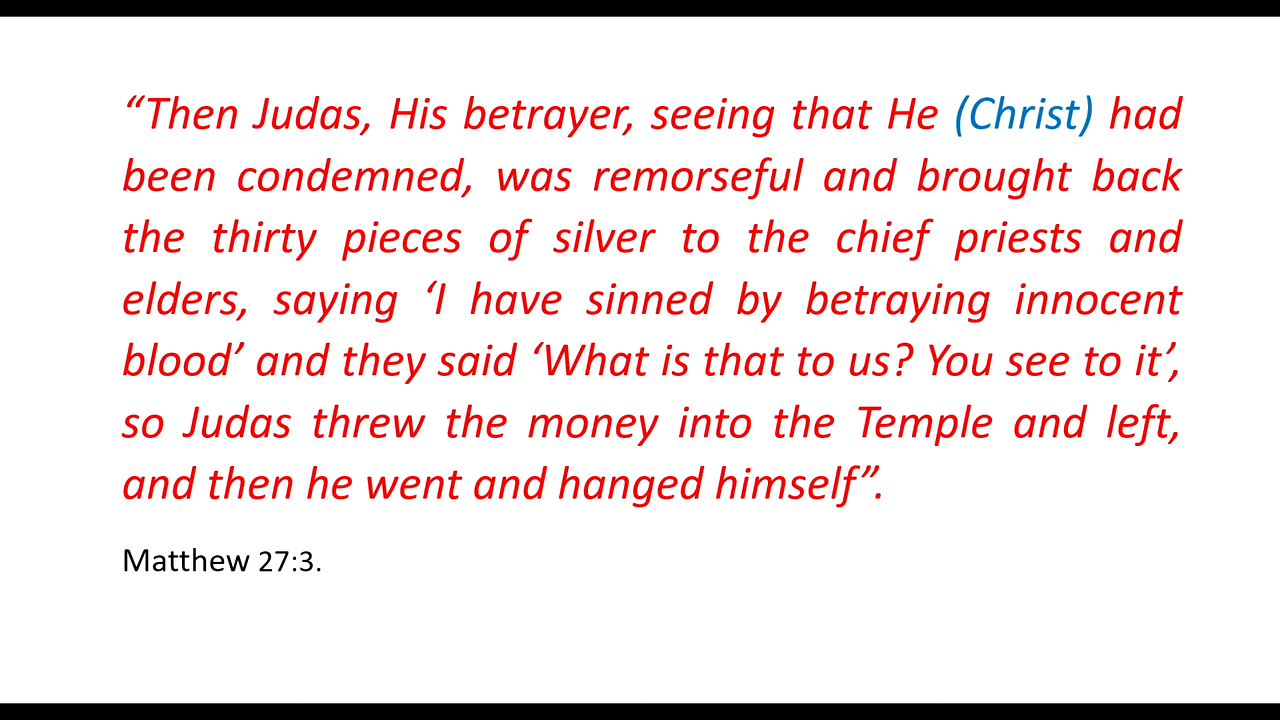 “Then Judas, His betrayer, seeing that He (Christ) had
been condemned, was remorseful and brought back
the thirty pieces of silver to the chief priests and
elders, saying ‘I have sinned by betraying innocent
blood’ and they said ‘What is that to us? You see to it’,
so Judas threw the money into the Temple and left,
and then he went and hanged himself”.
Matthew 27:3.